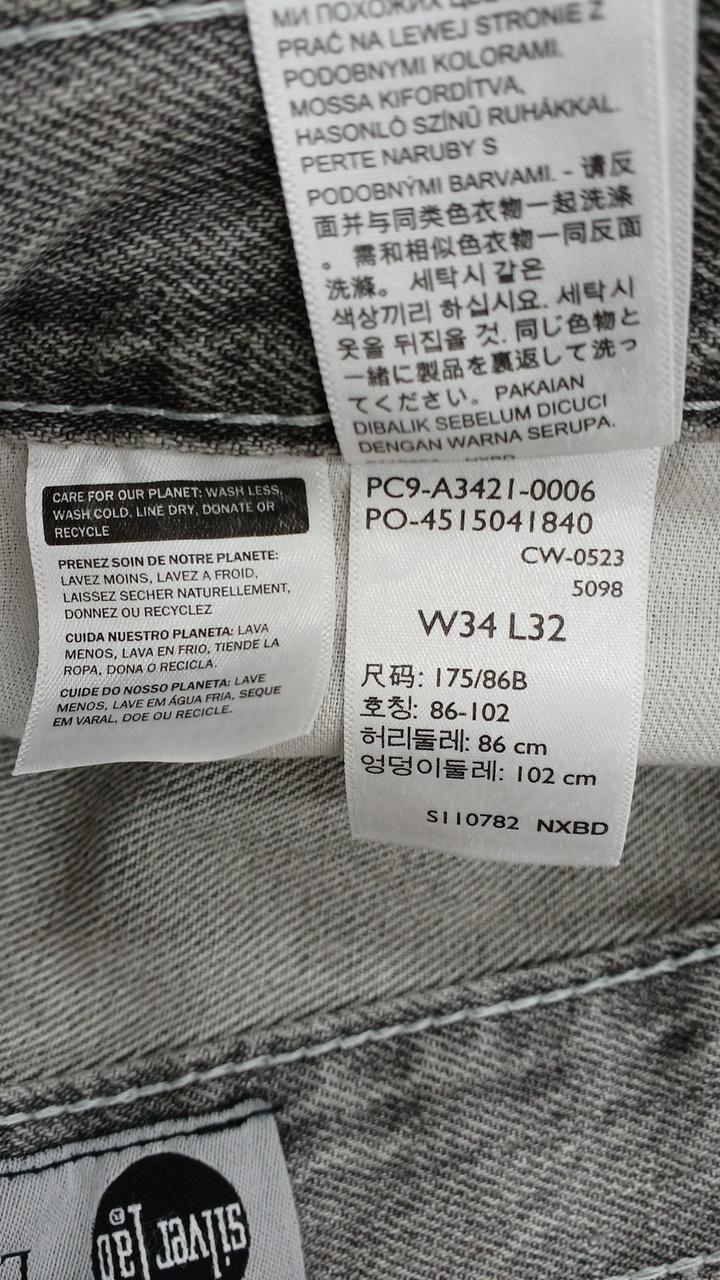 МИ ПОХОЖИХ
PRAĆ NA LEWEJ STRONIE Z
PODOBNYMI KOLORAMI.
MOSSA KIFORDÍTVA,
HASONLÓ SZÍNŰ RUHÁKKAL.
PERTE NARUBY S
PODOBNÝMI BARVAMI. - 请反
面并与同类色衣物一起洗涤
。需和相似色衣物一同反面
洗滌。 세탁시 같은
색상끼리 하십시요. 세탁시
옷을 뒤집을 것. 同じ色物と
一緒に製品を裏返して洗っ
てください。 PAKAIAN
DIBALIK SEBELUM DICUCI
DENGAN WARNA SERUPA.
CARE FOR OUR PLANET: WASH LESS,
WASH COLD, LINE DRY, DONATE OR
RECYCLE
PRENEZ SOIN DE NOTRE PLANETE:
LAVEZ MOINS, LAVEZ A FROID,
LAISSEZ SECHER NATURELLEMENT,
DONNEZ OU RECYCLEZ
CUIDA NUESTRO PLANETA: LAVA
MENOS, LAVA EN FRIO, TIENDE LA
ROPA, DONA O RECICLA.
CUIDE DO NOSSO PLANETA: LAVE
MENOS, LAVE EM ÁGUA FRIA, SEQUE
EM VARAL, DOE OU RECICLE.
PC9-A3421-0006
PO-4515041840
CW-0523
5098
W34 L32
尺码: 175/86B
호칭: 86-102
허리둘레: 86 cm
엉덩이둘레: 102 cm
S110782 NXBD
silver Tab®